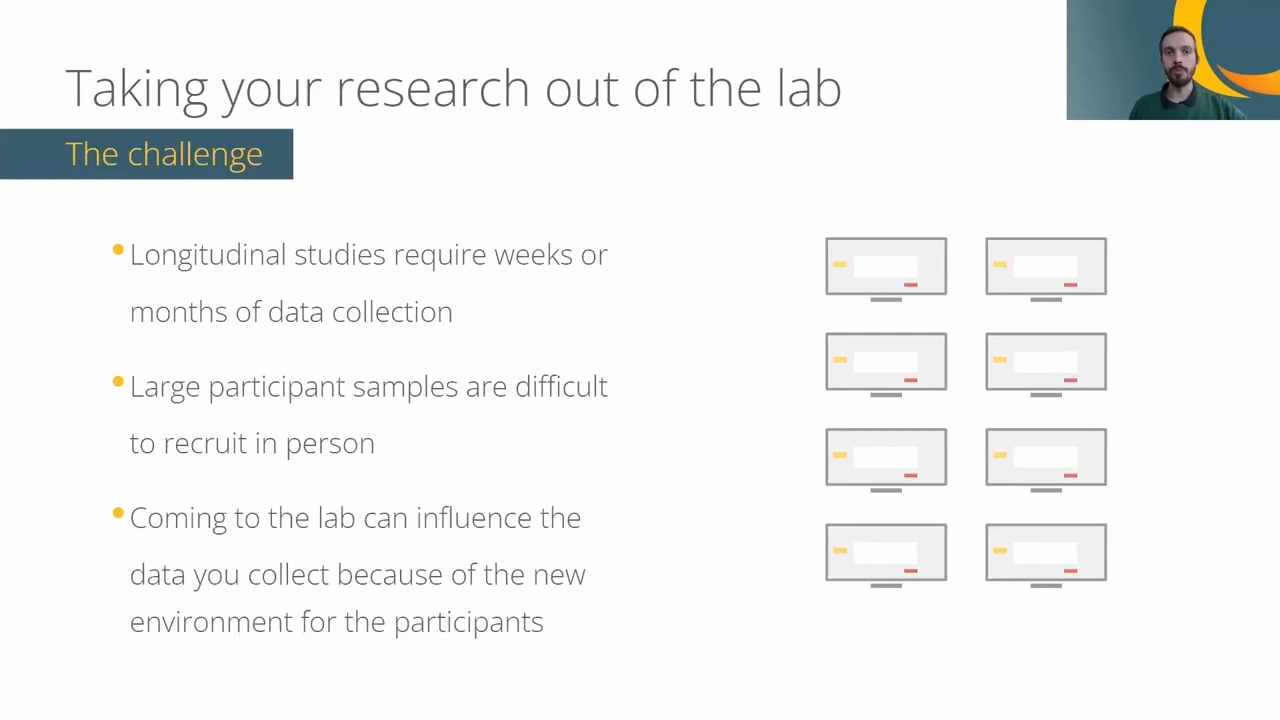 Taking your research out of the lab
The challenge
•Longitudinal studies require weeks or
months of data collection
•Large participant samples are difficult
to recruit in person
•Coming to the lab can influence the
data you collect because of the new
environment for the participants